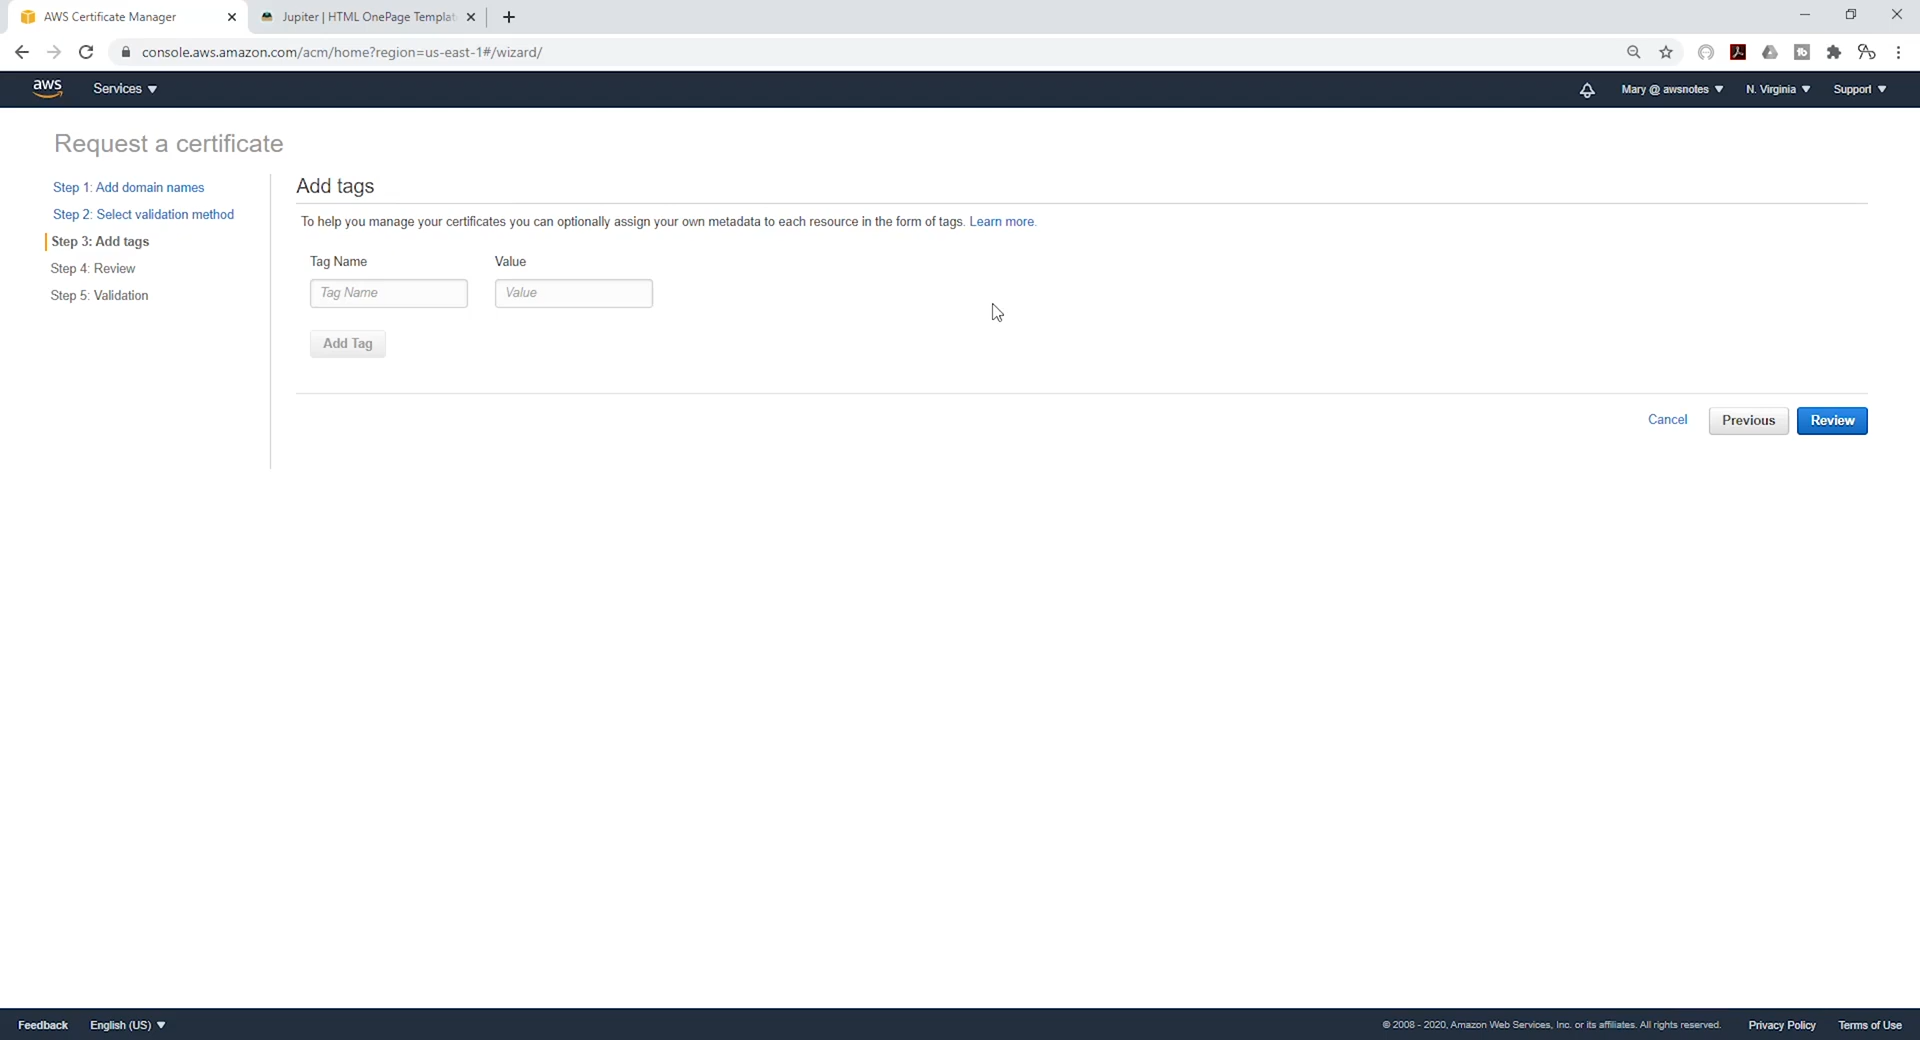 AWS Certificate Manager
Jupiter | HTML OnePage Templat
console.aws.amazon.com/acm/home?region=us-east-1#/wizard/
aws
Services
Mary @ awsnotes
N. Virginia
Support
Request a certificate
Step 1: Add domain names
Step 2: Select validation method
Step 3: Add tags
Step 4: Review
Step 5: Validation
Add tags
To help you manage your certificates you can optionally assign your own metadata to each resource in the form of tags. Learn more.
Tag Name
Value
Tag Name
Value
Add Tag
Cancel
Previous
Review
Feedback
English (US)
© 2008 - 2020, Amazon Web Services, Inc. or its affiliates. All rights reserved.
Privacy Policy
Terms of Use